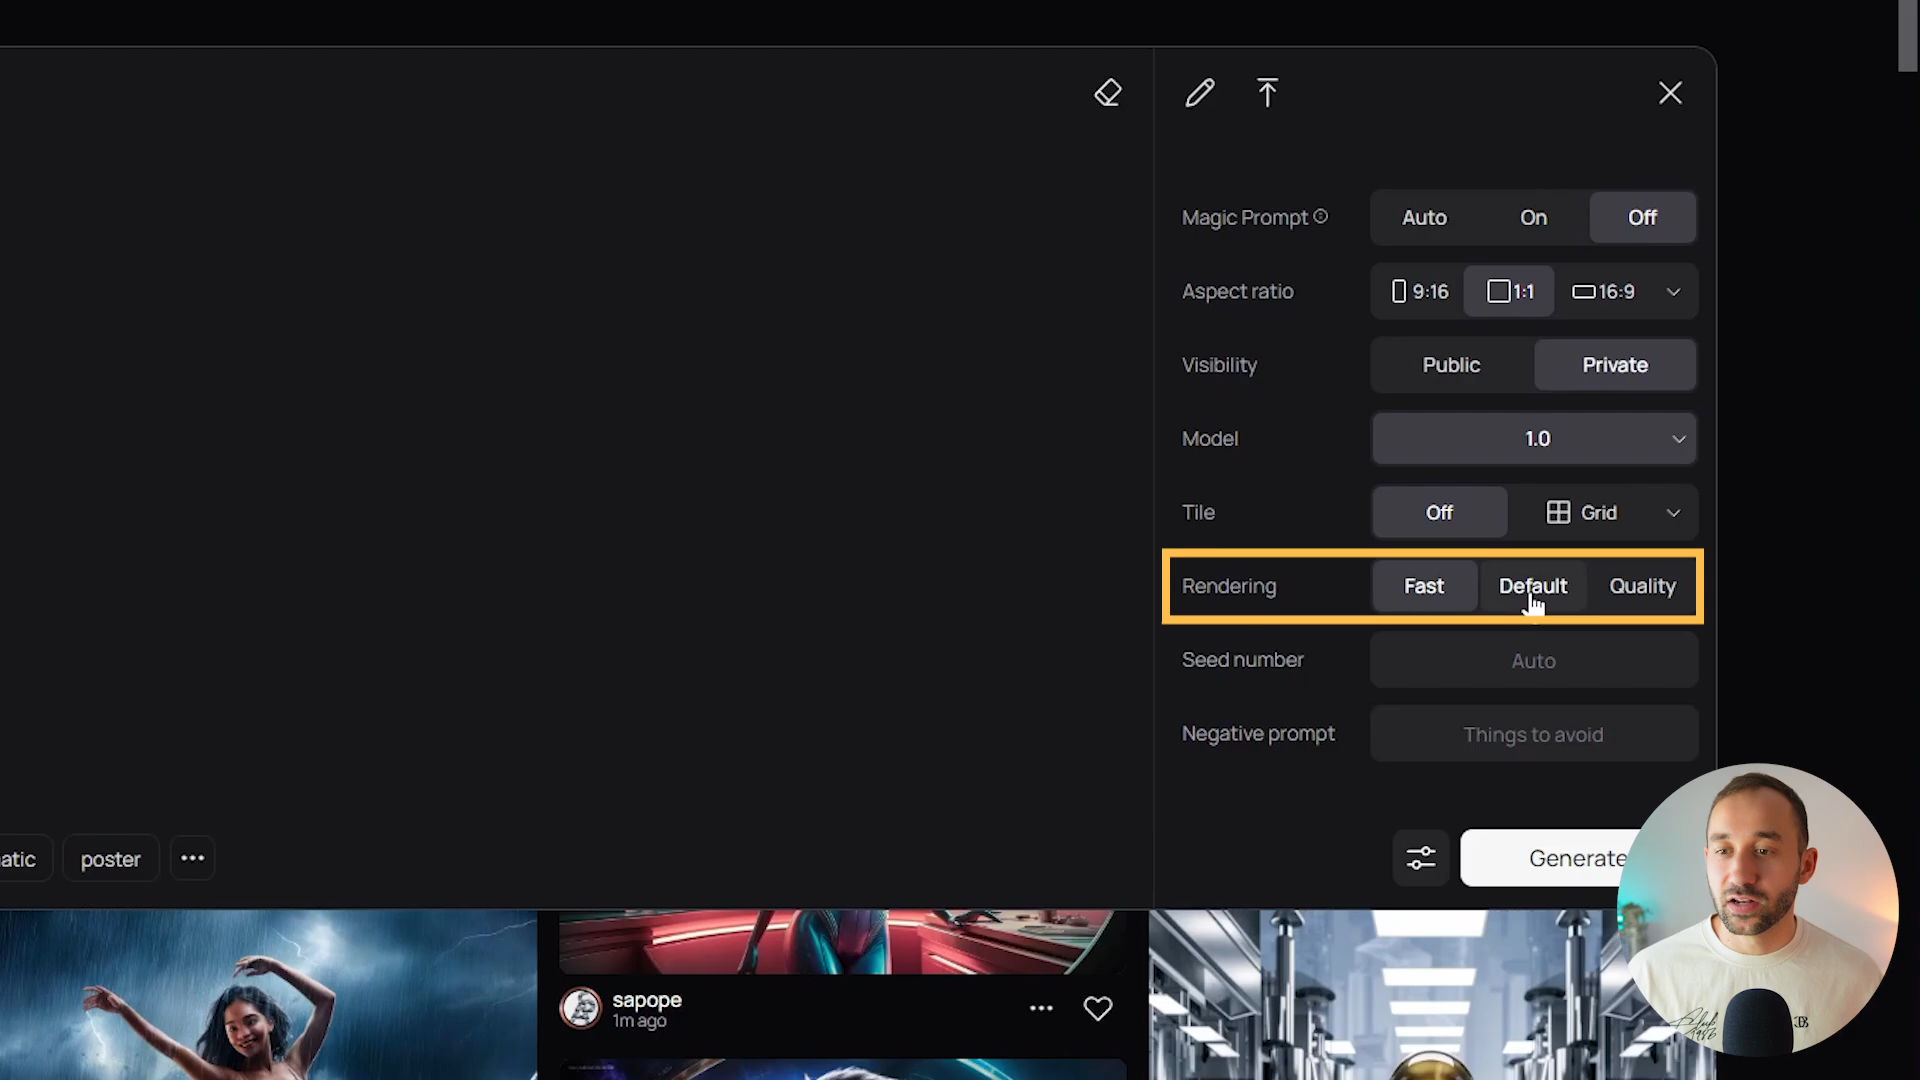 Magic Prompt
Auto
On
Off
Aspect ratio
9:16
1:1
16:9
Visibility
Public
Private
Model
1.0
Tile
Off
Grid
Rendering
Fast
Default
Quality
Seed number
Auto
Negative prompt
Things to avoid
atic
poster
Generate
sapope
1m ago
Club
1986